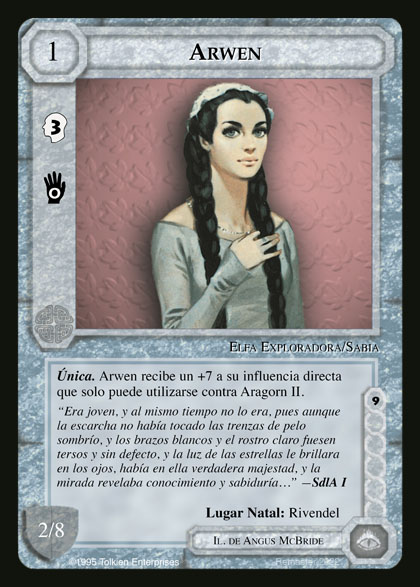 1
ARWEN
3
ELFA EXPLORADORA/SABIA
Única. Arwen recibe un +7 a su influencia directa
que solo puede utilizarse contra Aragorn II.
"Era joven, y al mismo tiempo no lo era, pues aunque
la escarcha no había tocado las trenzas de pelo
sombrío, y los brazos blancos y el rostro claro fuesen
tersos y sin defecto, y la luz de las estrellas le brillara
en los ojos, había en ella verdadera majestad, y la
mirada revelaba conocimiento y sabiduría…" —SdlA I
9
Lugar Natal: Rivendel
2/8
IL. DE ANGUS MCBRIDE
©1995 Tolkien Enterprises